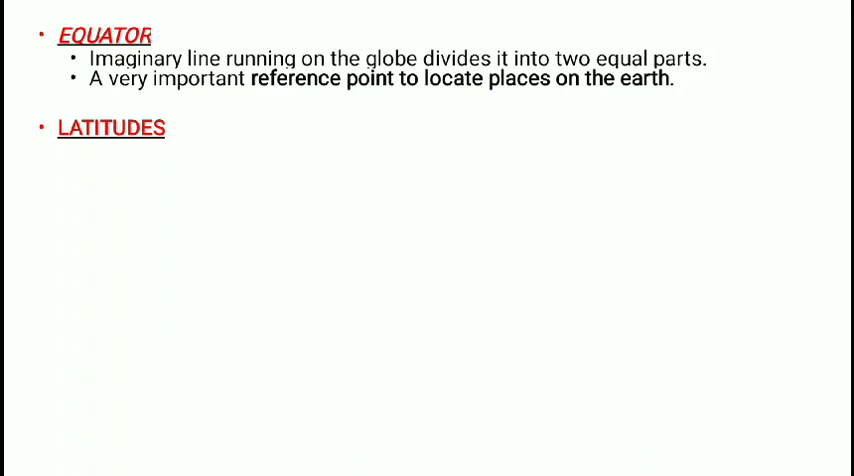 • EQUATOR
• Imaginary line running on the globe divides it into two equal parts.
• A very important reference point to locate places on the earth.
• LATITUDES